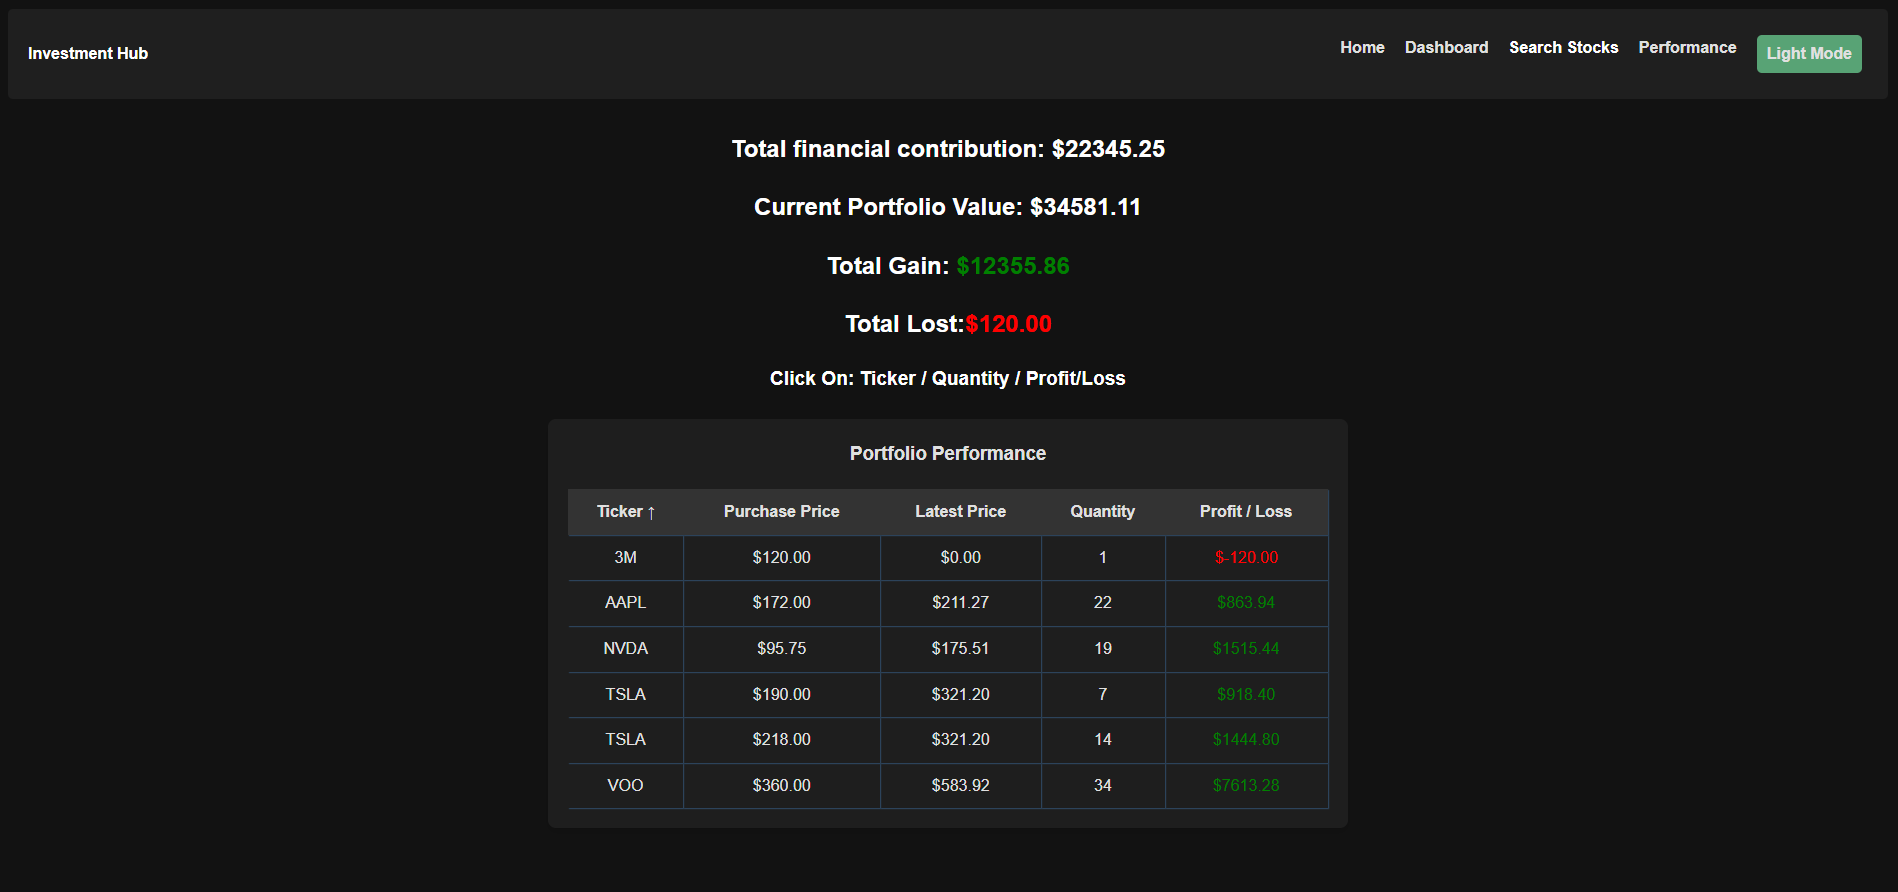 Investment Hub
Home Dashboard Search Stocks Performance Light Mode
Total financial contribution: $22345.25
Current Portfolio Value: $34581.11
Total Gain: $12355.86
Total Lost:$120.00
Click On: Ticker / Quantity / Profit/Loss
Portfolio Performance
Ticker ↑ Purchase Price Latest Price Quantity Profit / Loss
3M $120.00 $0.00 1 $-120.00
AAPL $172.00 $211.27 22 $863.94
NVDA $95.75 $175.51 19 $1515.44
TSLA $190.00 $321.20 7 $918.40
TSLA $218.00 $321.20 14 $1444.80
VOO $360.00 $583.92 34 $7613.28